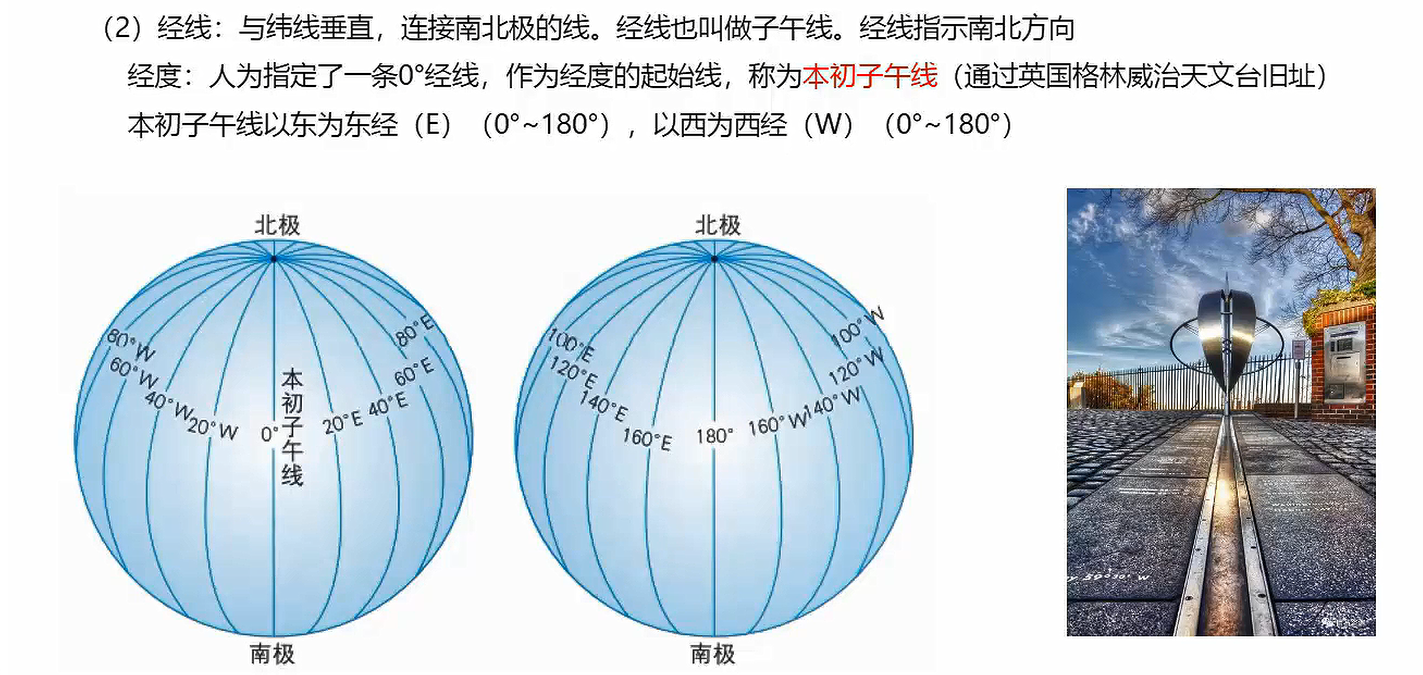 （2）经线：与纬线垂直，连接南北极的线。经线也叫做子午线。经线指示南北方向
经度：人为指定了一条0°经线，作为经度的起始线，称为本初子午线（通过英国格林威治天文台旧址）
本初子午线以东为东经（E）（0°~180°），以西为西经（W）（0°~180°）
北极
80°W
60°W
40°W
20°W
0°
本初子午线
20°E
40°E
60°E
80°E
南极
北极
100°E
120°E
140°E
160°E
180°
160°W
140°W
120°W
100°W
南极